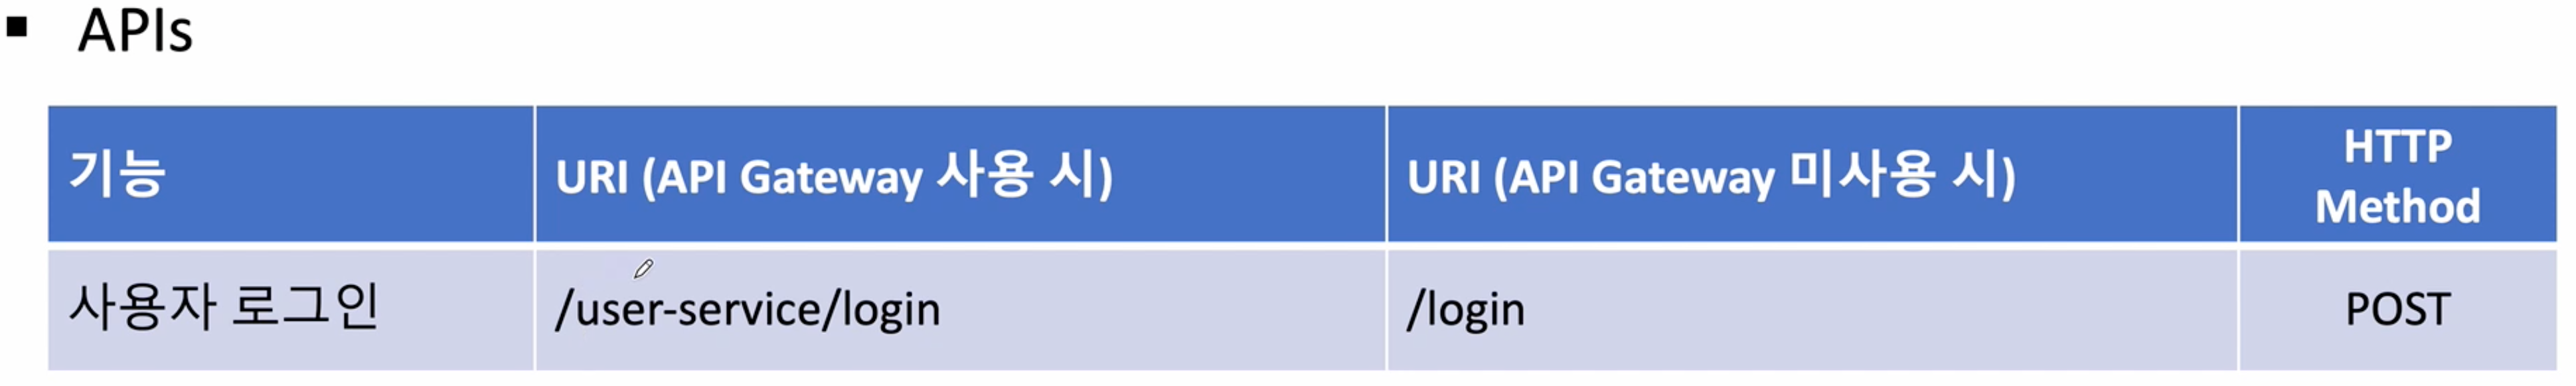 ▪ APIs
기능 URI (API Gateway 사용 시) URI (API Gateway 미사용 시) HTTP Method
사용자 로그인 /user-service/login /login POST